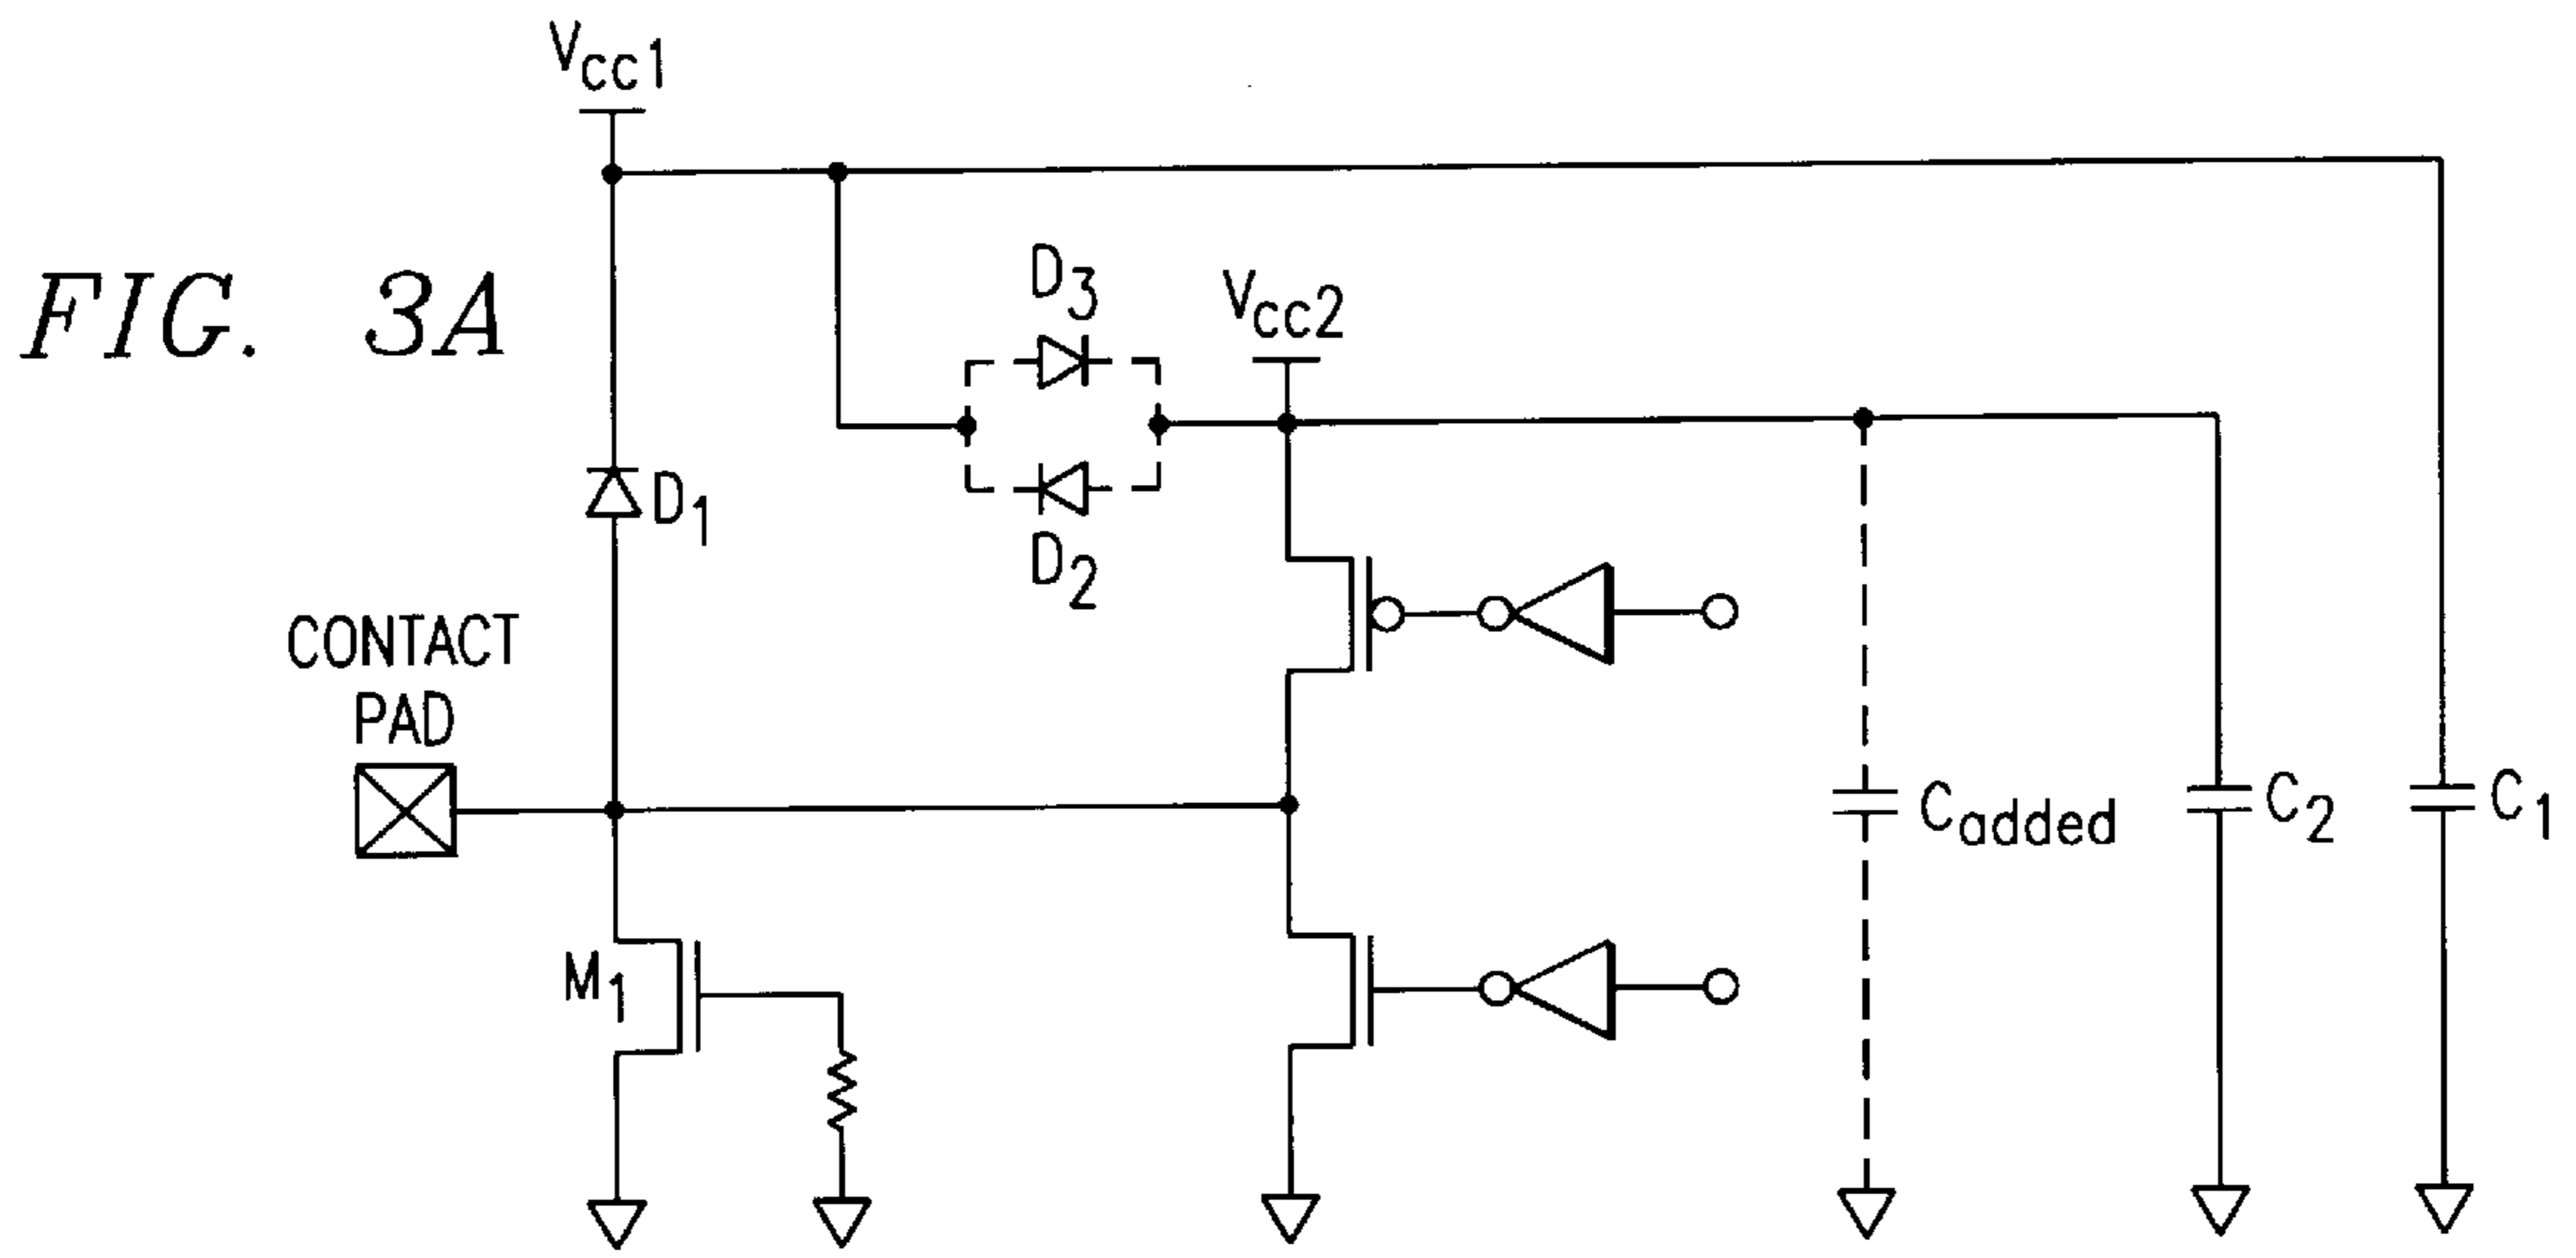 Vcc1
FIG. 3A
D3
Vcc2
D1
D2
CONTACT
PAD
Cadded
C2
C1
M1